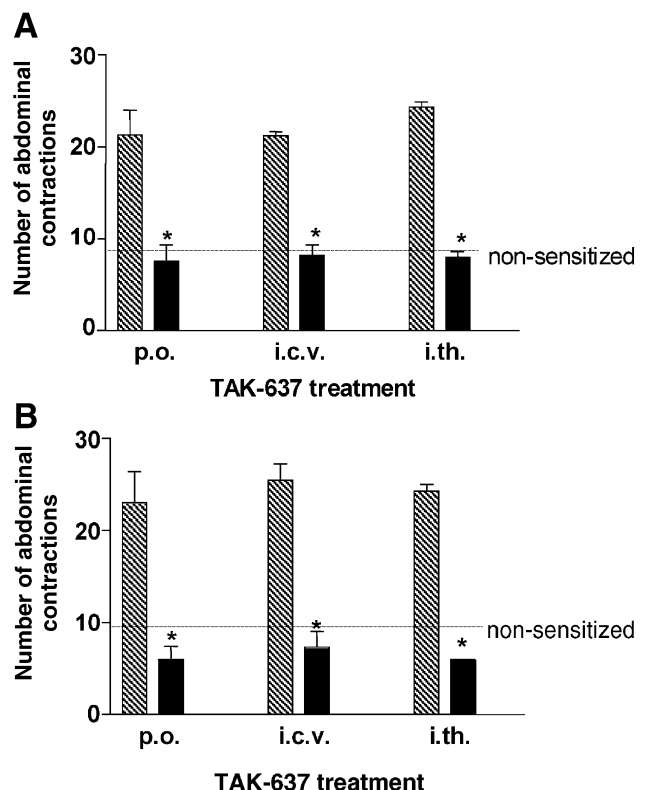 A
30
20
10
0
Number of abdominal
contractions
*
*
*
non-sensitized
p.o.
i.c.v.
i.th.
TAK-637 treatment
B
30
20
10
0
Number of abdominal
contractions
*
*
*
non-sensitized
p.o.
i.c.v.
i.th.
TAK-637 treatment